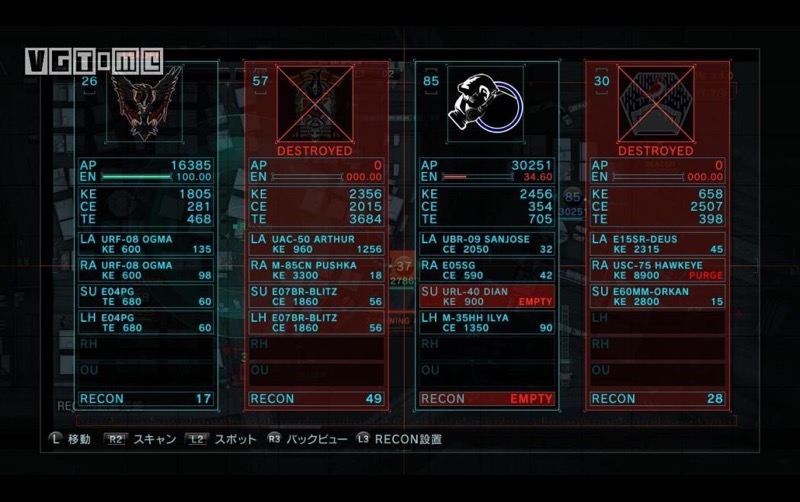 VGTIME
26
AP 16385
EN 100.00
KE 1805
CE 281
TE 468
LA URF-08 OGMA
KE 600 135
RA URF-08 OGMA
KE 600 98
SU E04PG
TE 680 60
LH E04PG
TE 680 60
RH
OU
RECON 17
57
DESTROYED
AP 0
EN 000.00
KE 2356
CE 2015
TE 3684
LA UAC-50 ARTHUR
KE 960 1256
RA M-85CN PUSHKA
KE 3300 18
SU E07BR-BLITZ
CE 1860 56
LH E07BR-BLITZ
CE 1860 56
RH
OU
RECON 49
85
AP 30251
EN 34.60
KE 2456
CE 354
TE 705
LA UBR-09 SANJOSE
CE 2050 32
RA E05SG
CE 590 42
SU URL-40 DIAN
KE 900 EMPTY
LH M-35HH ILYA
CE 1350 90
RH
OU
RECON EMPTY
30
DESTROYED
AP 0
EN 000.00
KE 658
CE 2507
TE 398
LA E15SR-DEUS
KE 2315 45
RA USC-75 HAWKEYE
KE 8900 PURGE
SU E60MM-ORKAN
KE 2800 15
LH
RH
OU
RECON 28
37
85
30251
L 移動 R2 スキャン L2 スポット R3 バックビュー L3 RECON設置